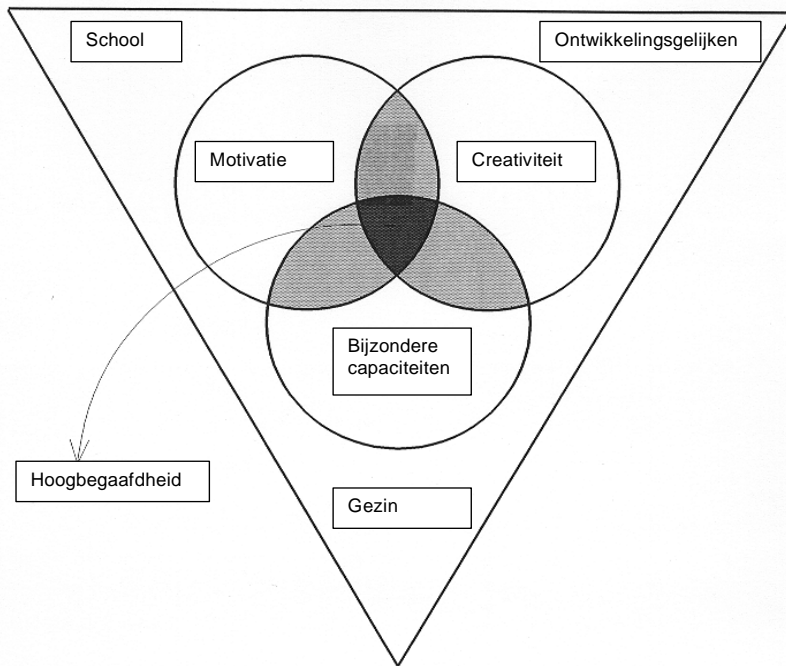 School
Ontwikkelingsgelijken
Motivatie
Creativiteit
Bijzondere
capaciteiten
Hoogbegaafdheid
Gezin